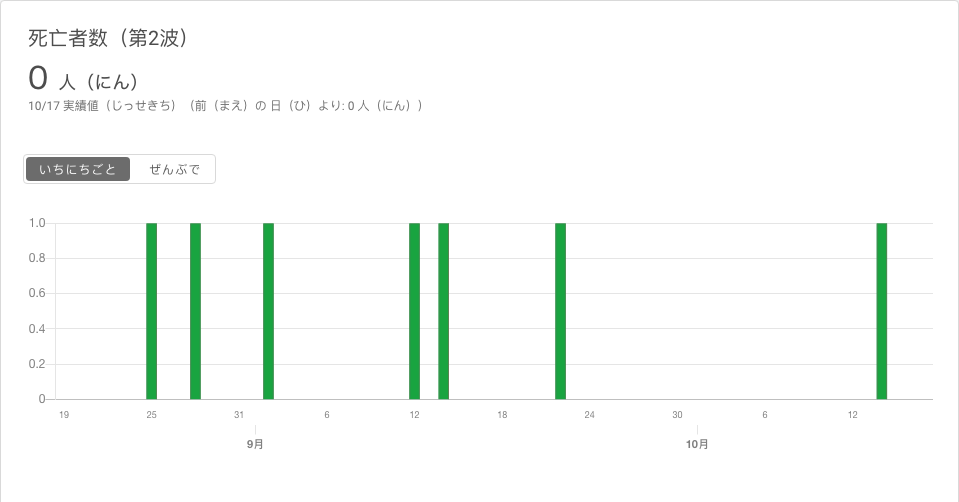 死亡者数（第2波）
0 人（にん）
10/17 実績値（じっせきち）（前（まえ）の 日（ひ）より: 0 人（にん））
いちにちごと ぜんぶで
1.0
0.8
0.6
0.4
0.2
0
19 25 31 6 12 18 24 30 6 12
9月 10月